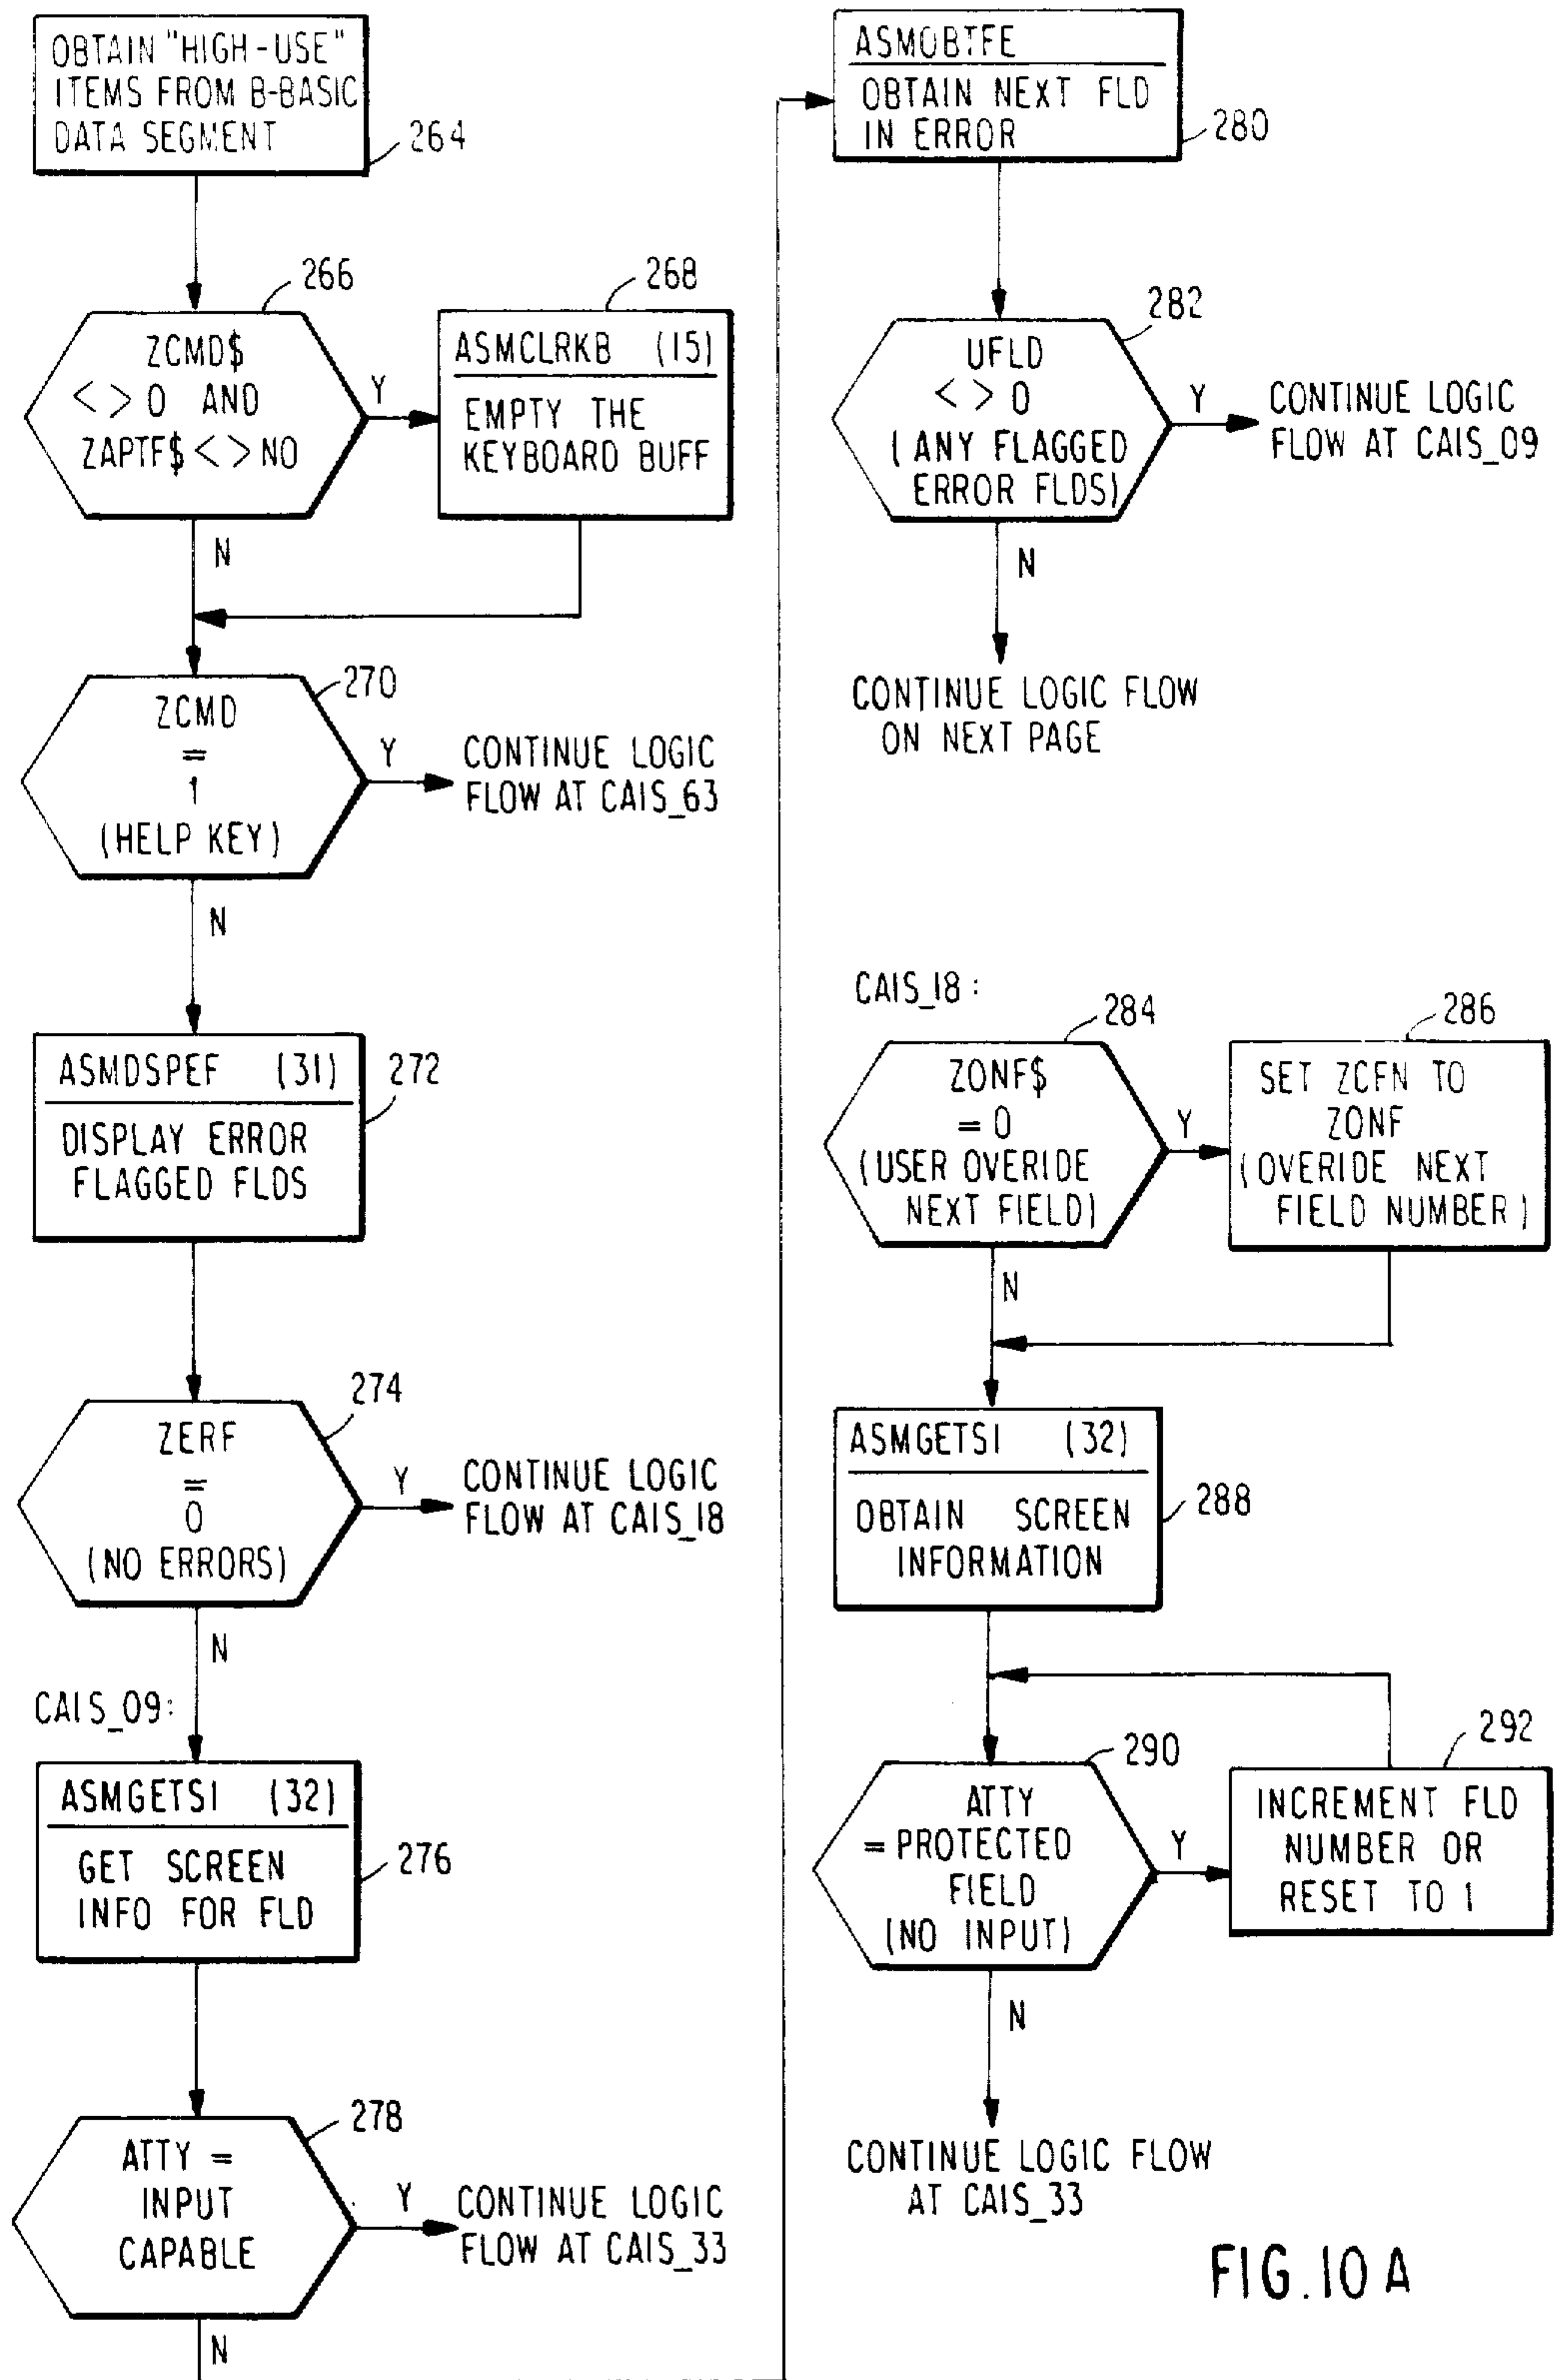 OBTAIN "HIGH-USE"
ITEMS FROM B-BASIC
DATA SEGMENT
264
266
ZCMD$
< > 0 AND
ZAPTF$ < > NO
Y
N
268
ASMCLRKB (15)
EMPTY THE
KEYBOARD BUFF
270
ZCMD
=
1
(HELP KEY)
Y
CONTINUE LOGIC
FLOW AT CAIS_63
N
ASMDSPEF (31)
272
DISPLAY ERROR
FLAGGED FLDS
274
ZERF
=
0
(NO ERRORS)
Y
CONTINUE LOGIC
FLOW AT CAIS_18
N
CAIS_09:
ASMGETSI (32)
GET SCREEN
INFO FOR FLD
276
278
ATTY =
INPUT
CAPABLE
Y
CONTINUE LOGIC
FLOW AT CAIS_33
N
ASMOBTFE
OBTAIN NEXT FLD
IN ERROR
280
282
UFLD
< > 0
(ANY FLAGGED
ERROR FLDS)
Y
CONTINUE LOGIC
FLOW AT CAIS_09
N
CONTINUE LOGIC FLOW
ON NEXT PAGE
CAIS_18:
284
ZONF$
= 0
(USER OVERIDE
NEXT FIELD)
Y
N
286
SET ZCFN TO
ZONF
(OVERIDE NEXT
FIELD NUMBER)
ASMGETSI (32)
OBTAIN SCREEN
INFORMATION
288
290
ATTY
= PROTECTED
FIELD
(NO INPUT)
Y
N
292
INCREMENT FLD
NUMBER OR
RESET TO 1
CONTINUE LOGIC FLOW
AT CAIS_33
FIG. 10 A